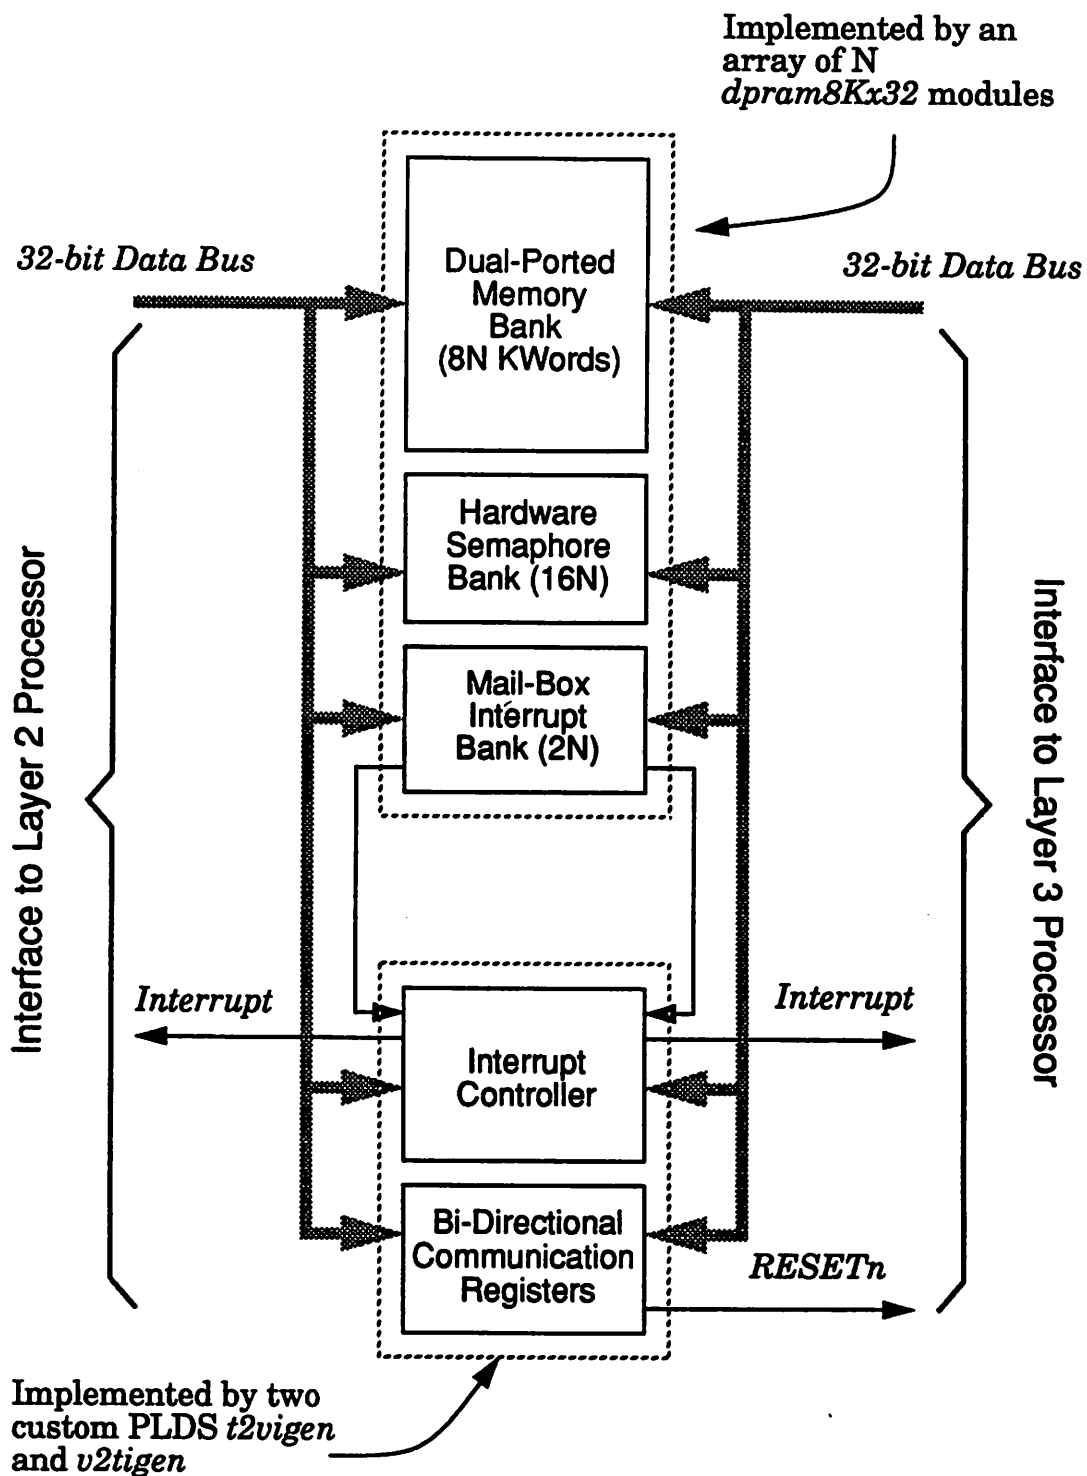 Implemented by an
array of N
dpram8Kx32 modules
32-bit Data Bus
32-bit Data Bus
Dual-Ported
Memory
Bank
(8N KWords)
Hardware
Semaphore
Bank (16N)
Mail-Box
Interrupt
Bank (2N)
Interface to Layer 2 Processor
Interface to Layer 3 Processor
Interrupt
Interrupt
Interrupt
Controller
Bi-Directional
Communication
Registers
RESETn
Implemented by two
custom PLDS t2vigen
and v2tigen